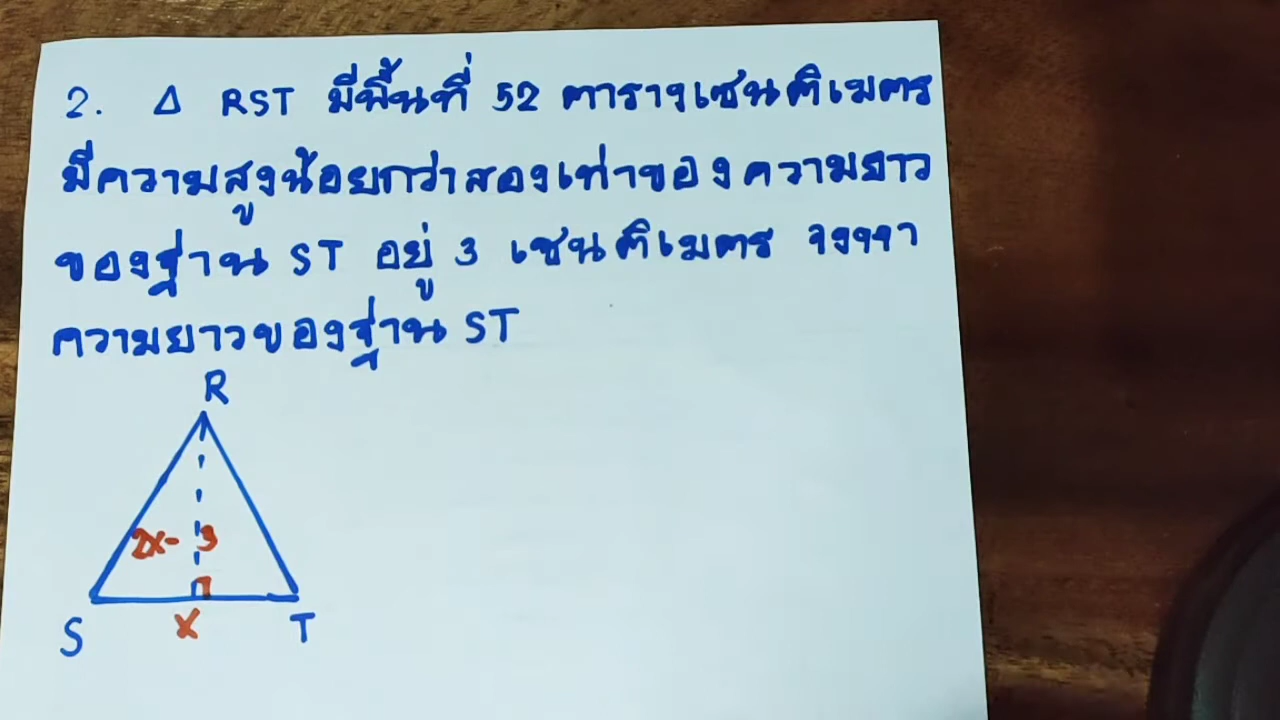 2. Δ RST มีพื้นที่ 52 ตารางเซนติเมตร
มีความสูงน้อยกว่าสองเท่าของความยาว
ของฐาน ST อยู่ 3 เซนติเมตร จงหา
ความยาวของฐาน ST
R
2x- 3
S x T